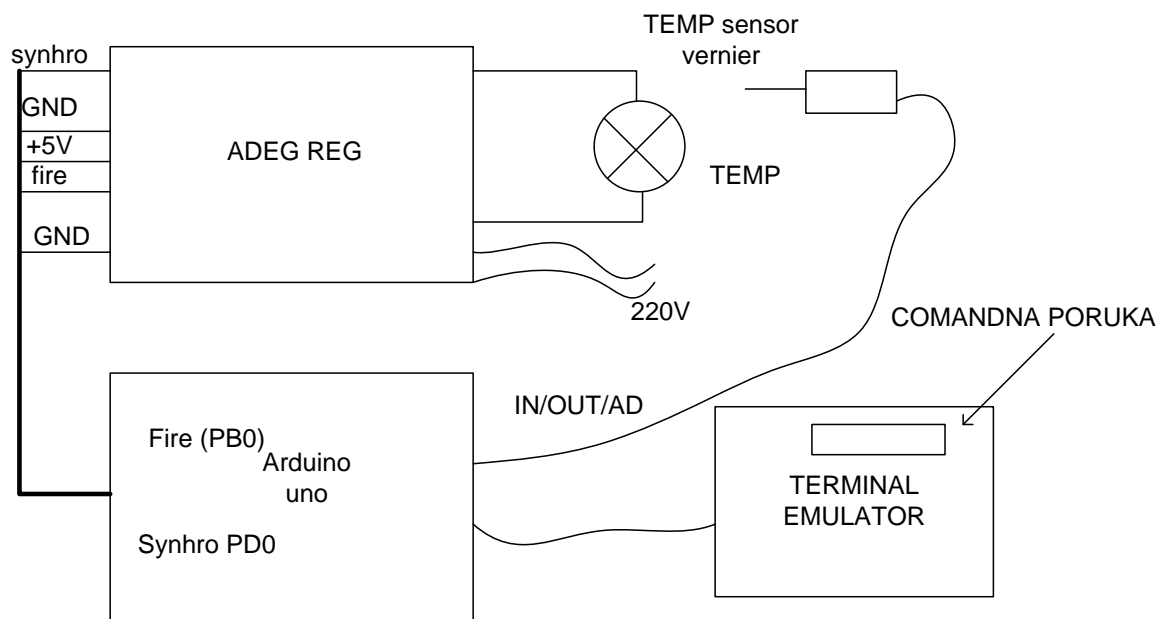 TEMP sensor
vernier
synhro
GND
+5V
fire
GND
ADEG REG
TEMP
220V
COMANDNA PORUKA
IN/OUT/AD
Fire (PB0)
Arduino
uno
Synhro PD0
TERMINAL
EMULATOR